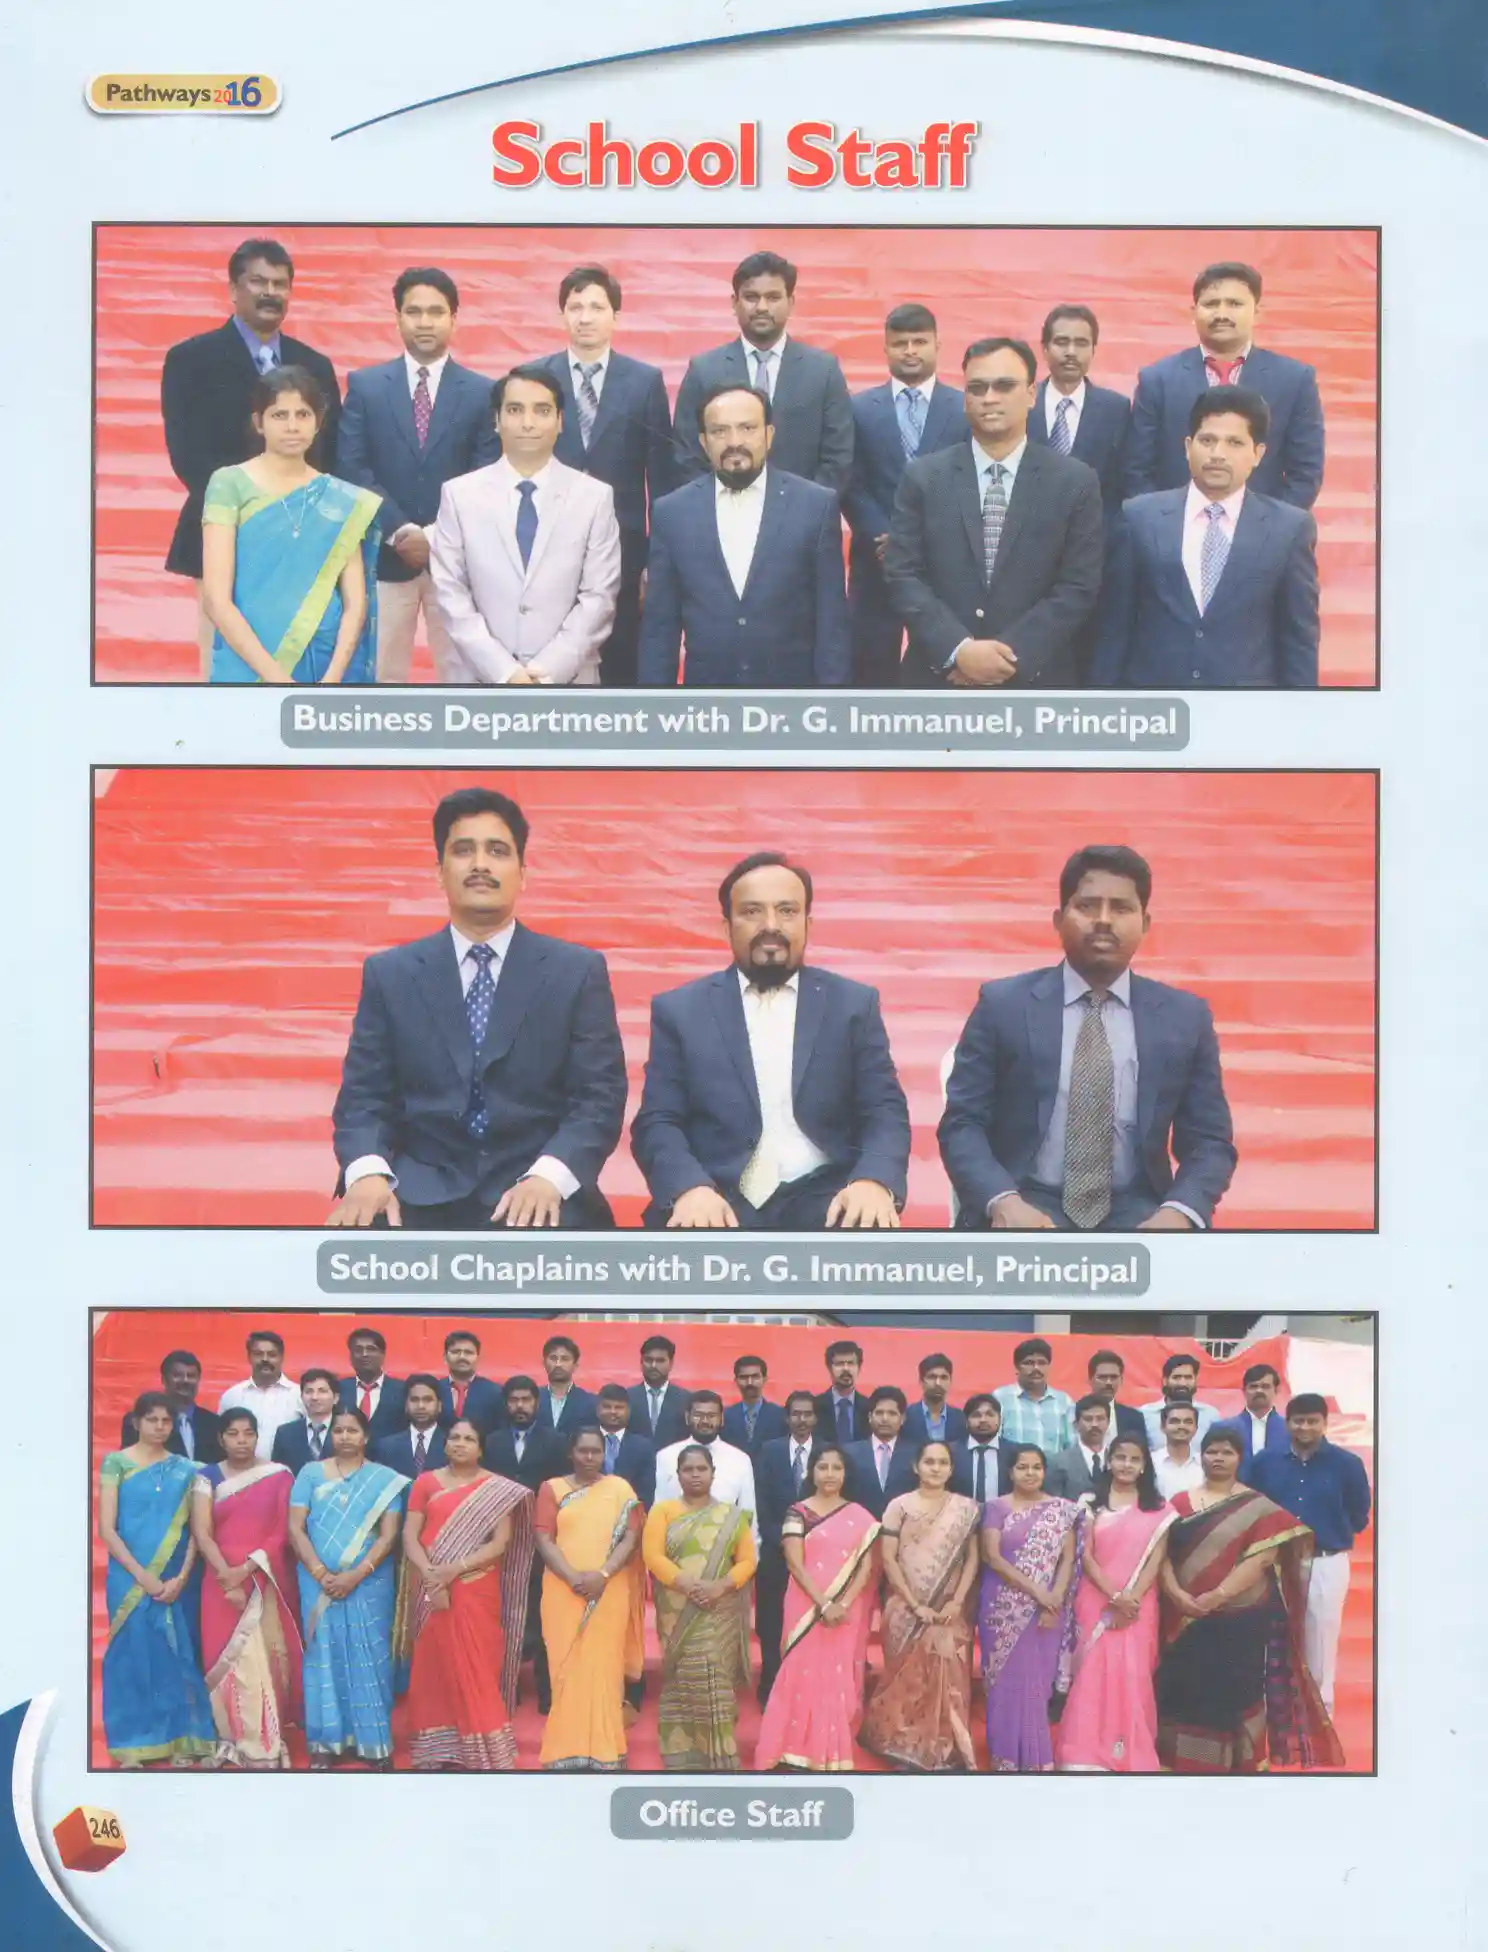 Pathways 2016
School Staff
Business Department with Dr. G. Immanuel, Principal
School Chaplains with Dr. G. Immanuel, Principal
Office Staff
246